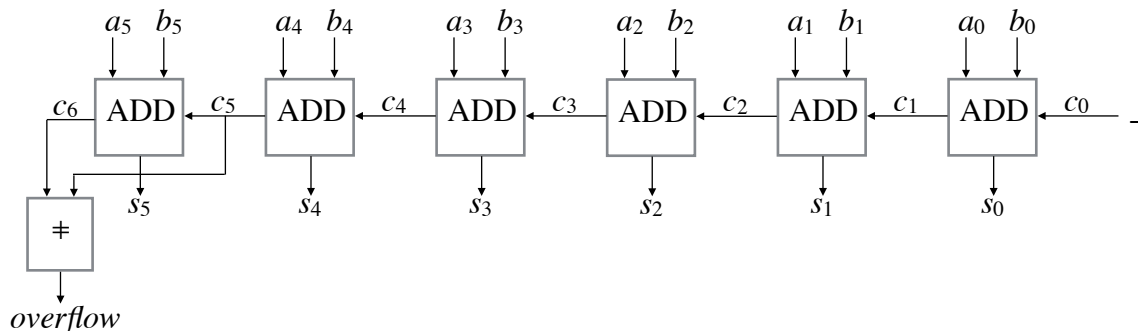 a₅ b₅ a₄ b₄ a₃ b₃ a₂ b₂ a₁ b₁ a₀ b₀
c₆ ADD c₅ ADD c₄ ADD c₃ ADD c₂ ADD c₁ ADD c₀
s₅ s₄ s₃ s₂ s₁ s₀
≠
overflow